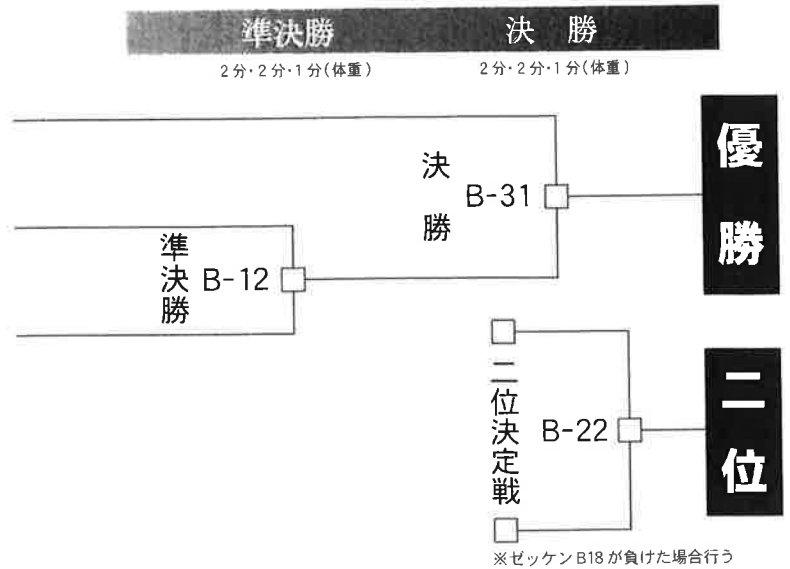 準決勝
決 勝
2分・2分・1分(体重)
2分・2分・1分(体重)
決勝
B-31
優勝
準決勝
B-12
二位決定戦
B-22
二位
※ゼッケンB18が負けた場合行う